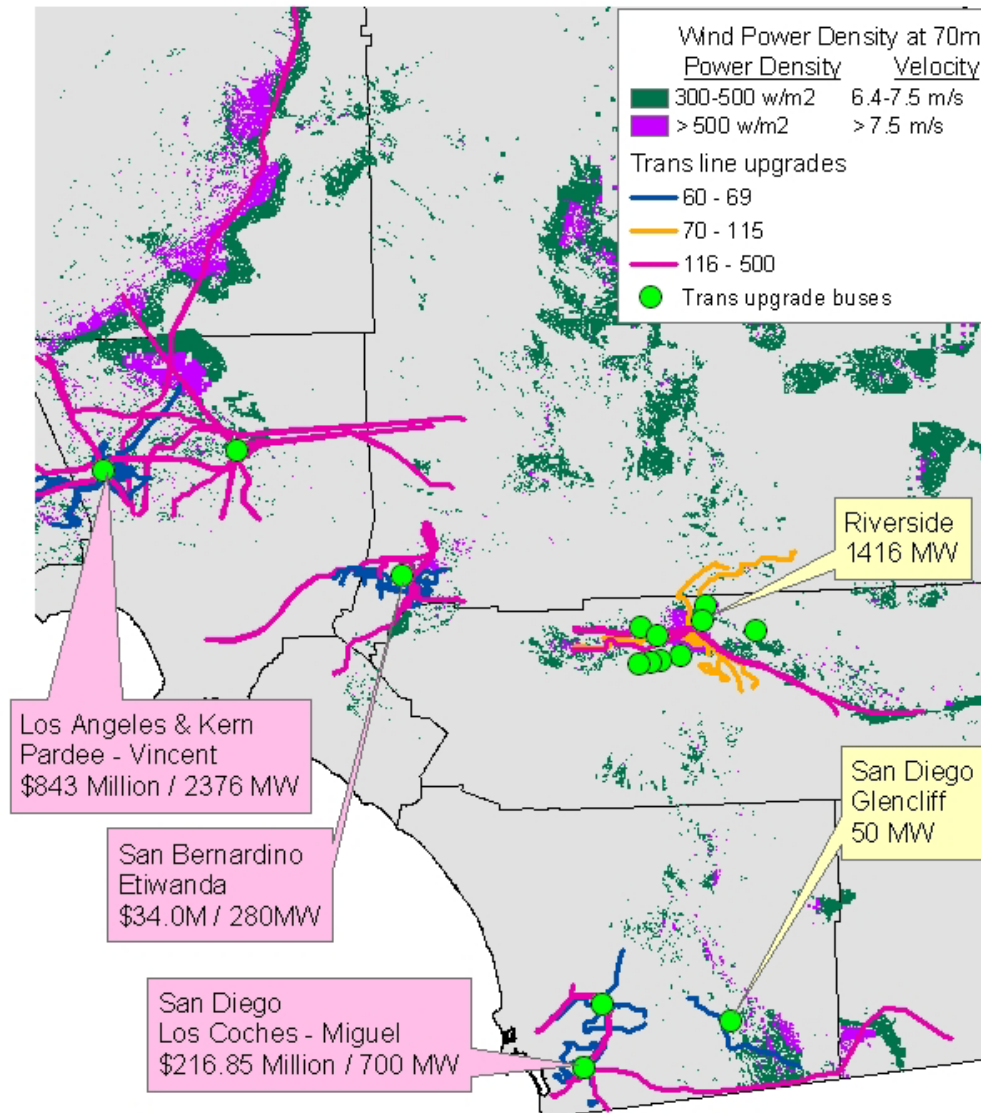 Wind Power Density at 70m
Power Density Velocity
300-500 w/m2 6.4-7.5 m/s
> 500 w/m2 > 7.5 m/s
Trans line upgrades
60 - 69
70 - 115
116 - 500
Trans upgrade buses
Riverside
1416 MW
Los Angeles & Kern
Pardee - Vincent
$843 Million / 2376 MW
San Diego
Glencliff
50 MW
San Bernardino
Etiwanda
$34.0M / 280MW
San Diego
Los Coches - Miguel
$216.85 Million / 700 MW